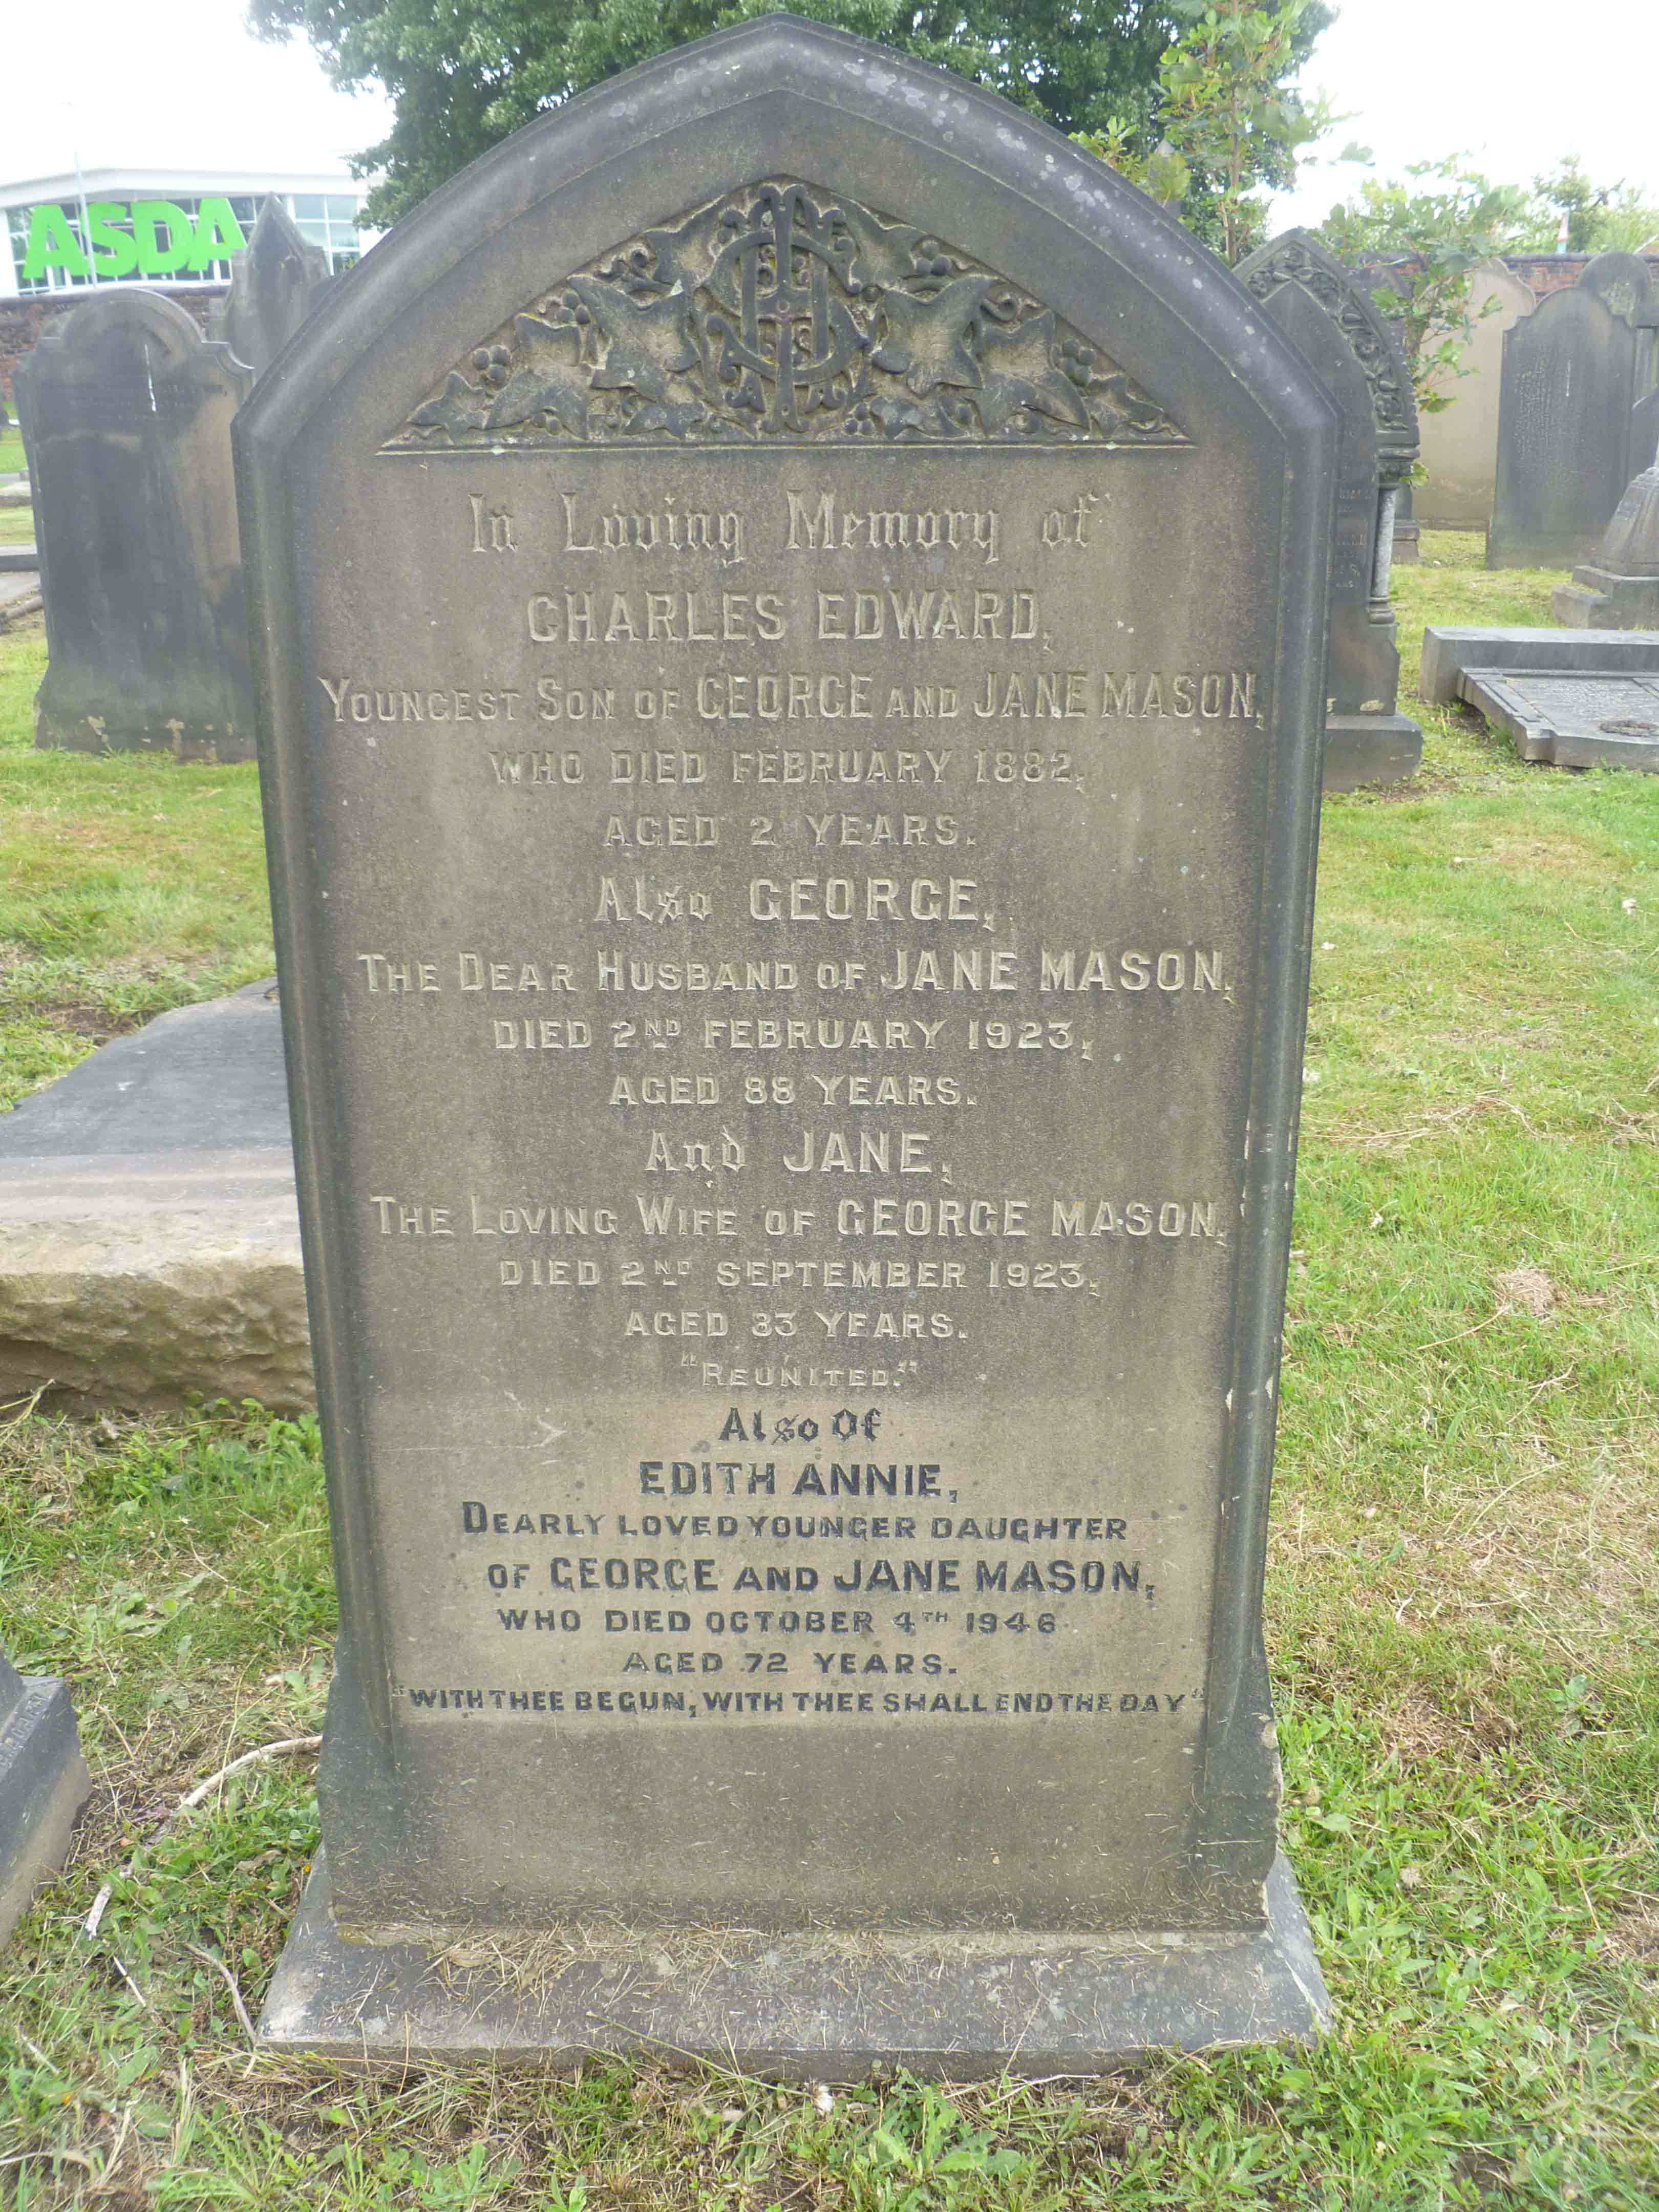 ASDA
IHS
In Loving Memory of
CHARLES EDWARD,
YOUNGEST SON OF GEORGE AND JANE MASON,
WHO DIED FEBRUARY 1882,
AGED 2 YEARS.
Also GEORGE,
THE DEAR HUSBAND OF JANE MASON,
DIED 2ND FEBRUARY 1923,
AGED 88 YEARS.
And JANE,
THE LOVING WIFE OF GEORGE MASON,
DIED 2ND SEPTEMBER 1923,
AGED 83 YEARS.
"REUNITED."
Also Of
EDITH ANNIE,
DEARLY LOVED YOUNGER DAUGHTER
OF GEORGE AND JANE MASON,
WHO DIED OCTOBER 4TH 1946
AGED 72 YEARS.
"WITH THEE BEGUN, WITH THEE SHALL END THE DAY"